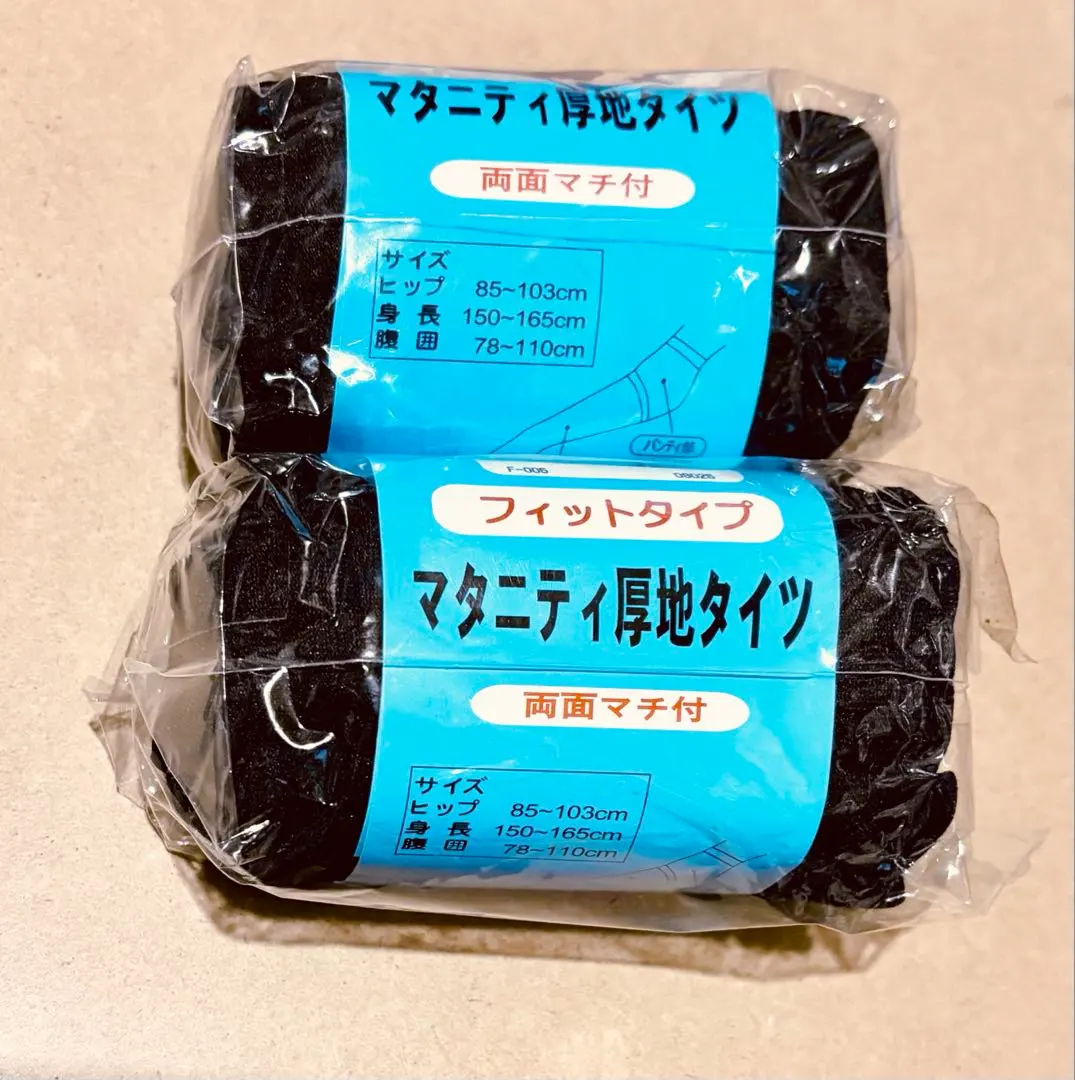 マタニティ厚地タイツ
両面マチ付
サイズ
ヒップ 85~103cm
身長 150~165cm
腹囲 78~110cm
パンティ部
F-006 08026
フィットタイプ
マタニティ厚地タイツ
両面マチ付
サイズ
ヒップ 85~103cm
身長 150~165cm
腹囲 78~110cm